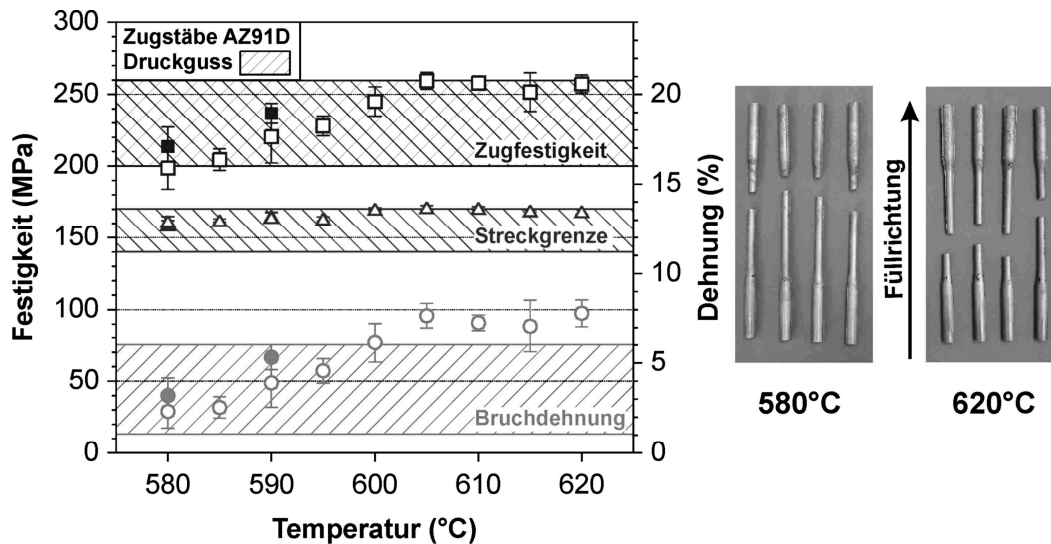 Zugstäbe AZ91D
Druckguss
Zugfestigkeit
Streckgrenze
Bruchdehnung
Festigkeit (MPa)
300
250
200
150
100
50
0
580
590
600
610
620
Temperatur (°C)
20
15
10
5
0
Dehnung (%)
Füllrichtung
580°C
620°C